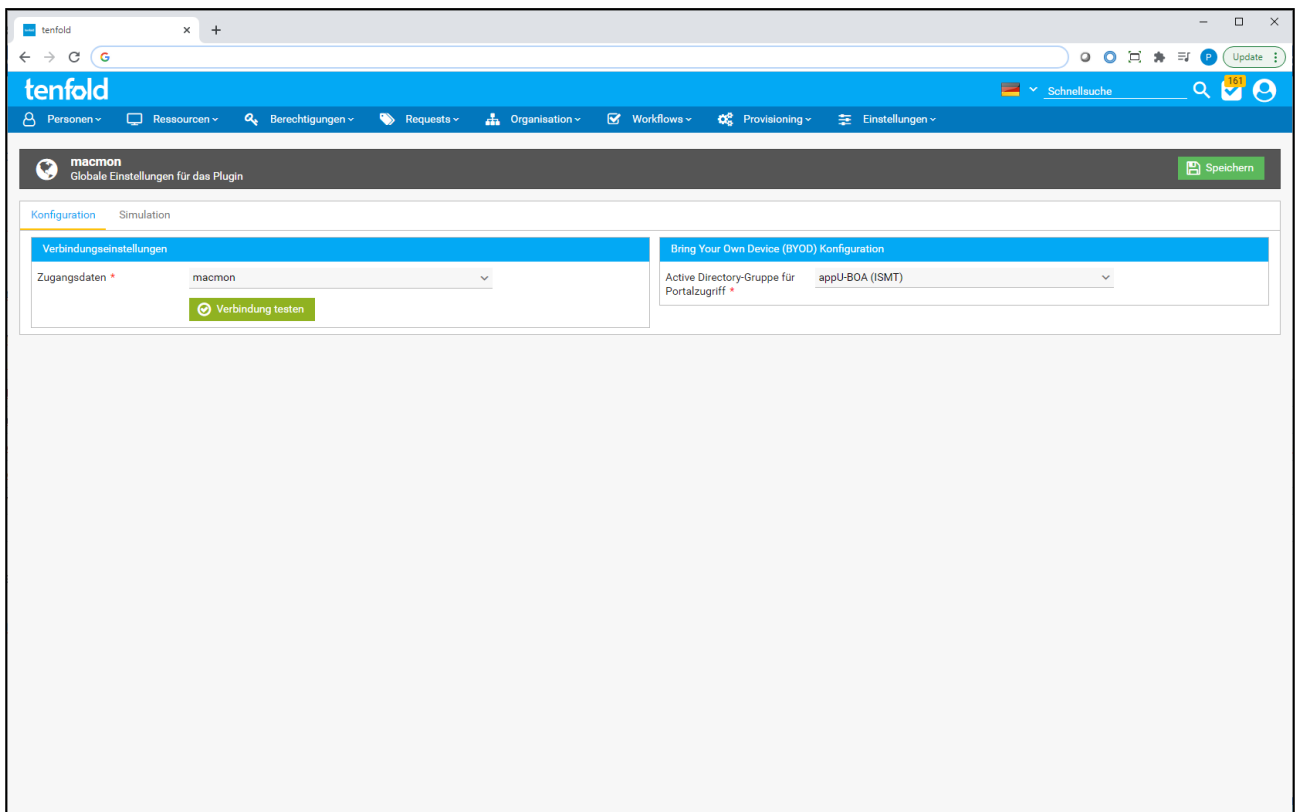 tenfold
G
P
Update
tenfold
Schnellsuche
161
Personen
Ressourcen
Berechtigungen
Requests
Organisation
Workflows
Provisioning
Einstellungen
macmon
Globale Einstellungen für das Plugin
Speichern
Konfiguration
Simulation
Verbindungseinstellungen
Zugangsdaten *
macmon
Verbindung testen
Bring Your Own Device (BYOD) Konfiguration
Active Directory-Gruppe für
Portalzugriff *
appU-BOA (ISMT)